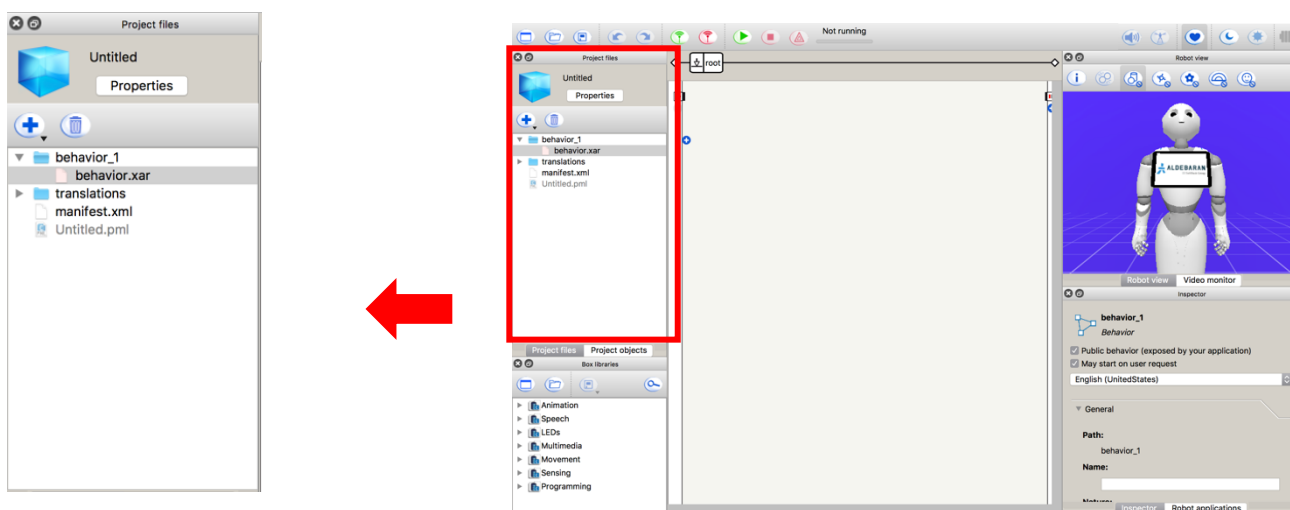 Project files
Untitled
Properties
behavior_1
behavior.xar
translations
manifest.xml
Untitled.pml
Not running
Project files
Untitled
Properties
behavior_1
behavior.xar
translations
manifest.xml
Untitled.pml
Project files
Project objects
Box libraries
Animation
Speech
LEDs
Multimedia
Movement
Sensing
Programming
root
Robot view
ALDEBARAN
Robot view
Video monitor
Inspector
behavior_1
Behavior
Public behavior (exposed by your application)
May start on user request
English (UnitedStates)
General
Path:
behavior_1
Name:
Nature:
Inspector
Robot applications